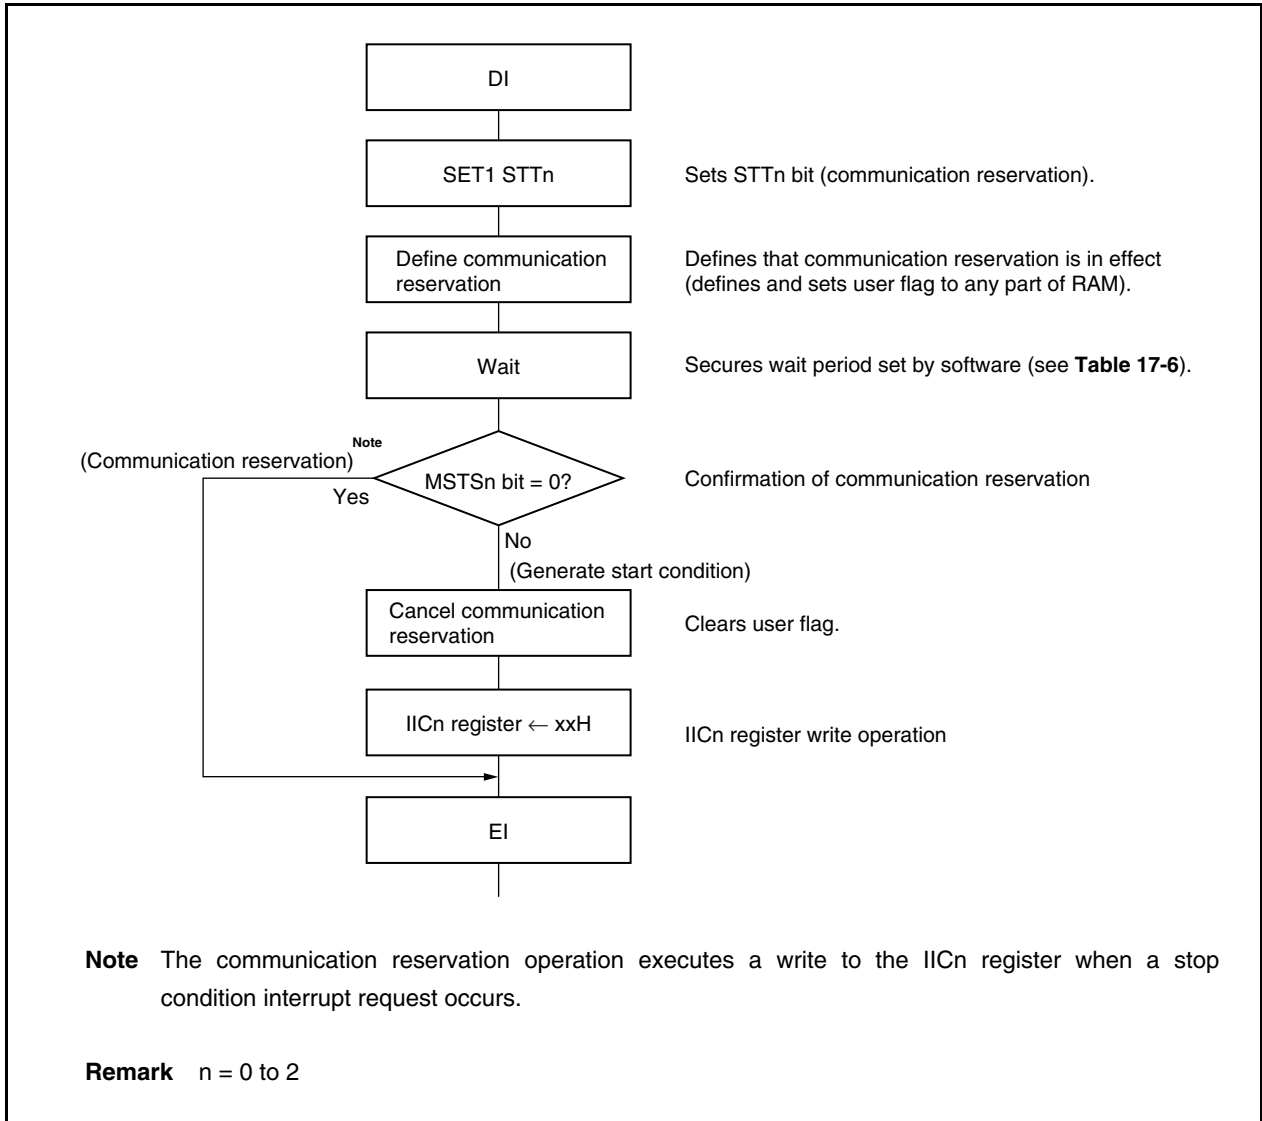 DI
SET1 STTn
Sets STTn bit (communication reservation).
Define communication
reservation
Defines that communication reservation is in effect
(defines and sets user flag to any part of RAM).
Wait
Secures wait period set by software (see Table 17-6).
(Communication reservation)Note
MSTSn bit = 0?
Confirmation of communication reservation
Yes
No
(Generate start condition)
Cancel communication
reservation
Clears user flag.
IICn register ← xxH
IICn register write operation
EI
Note The communication reservation operation executes a write to the IICn register when a stop
condition interrupt request occurs.
Remark n = 0 to 2